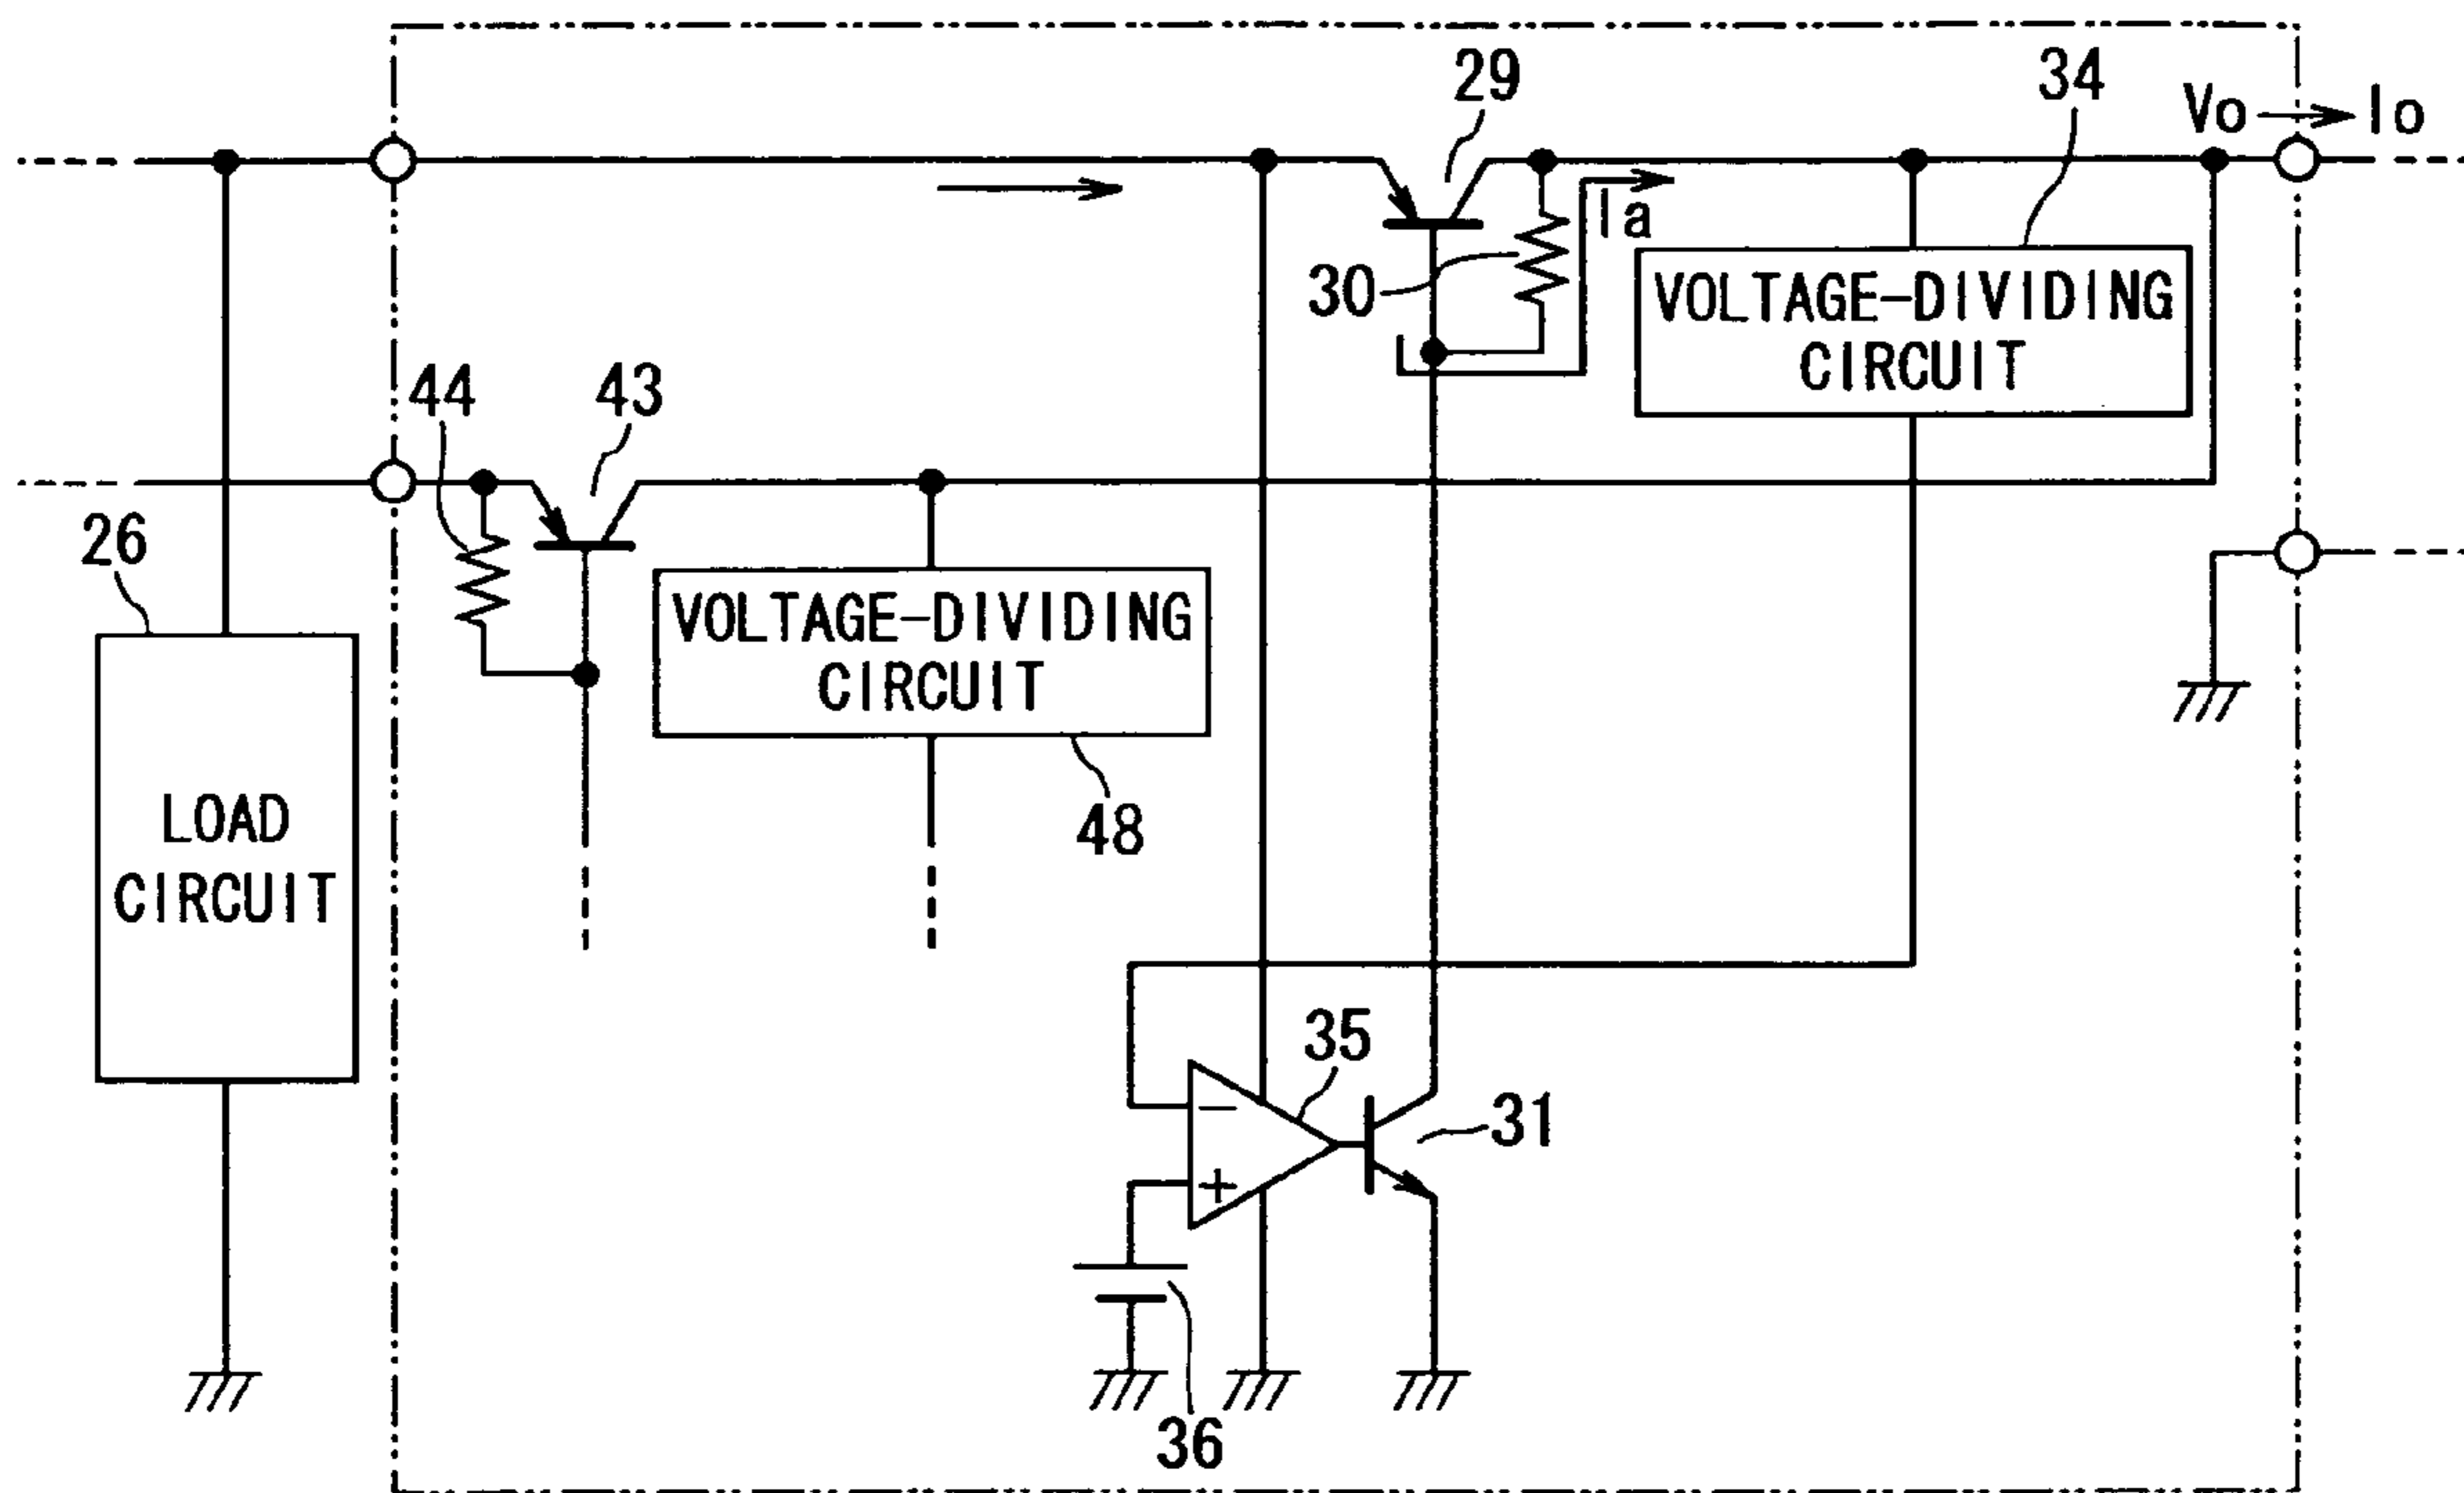 29
34
Vo → Io
Ia
30
VOLTAGE-DIVIDING
CIRCUIT
44
43
26
VOLTAGE-DIVIDING
CIRCUIT
48
LOAD
CIRCUIT
35
31
−
+
36